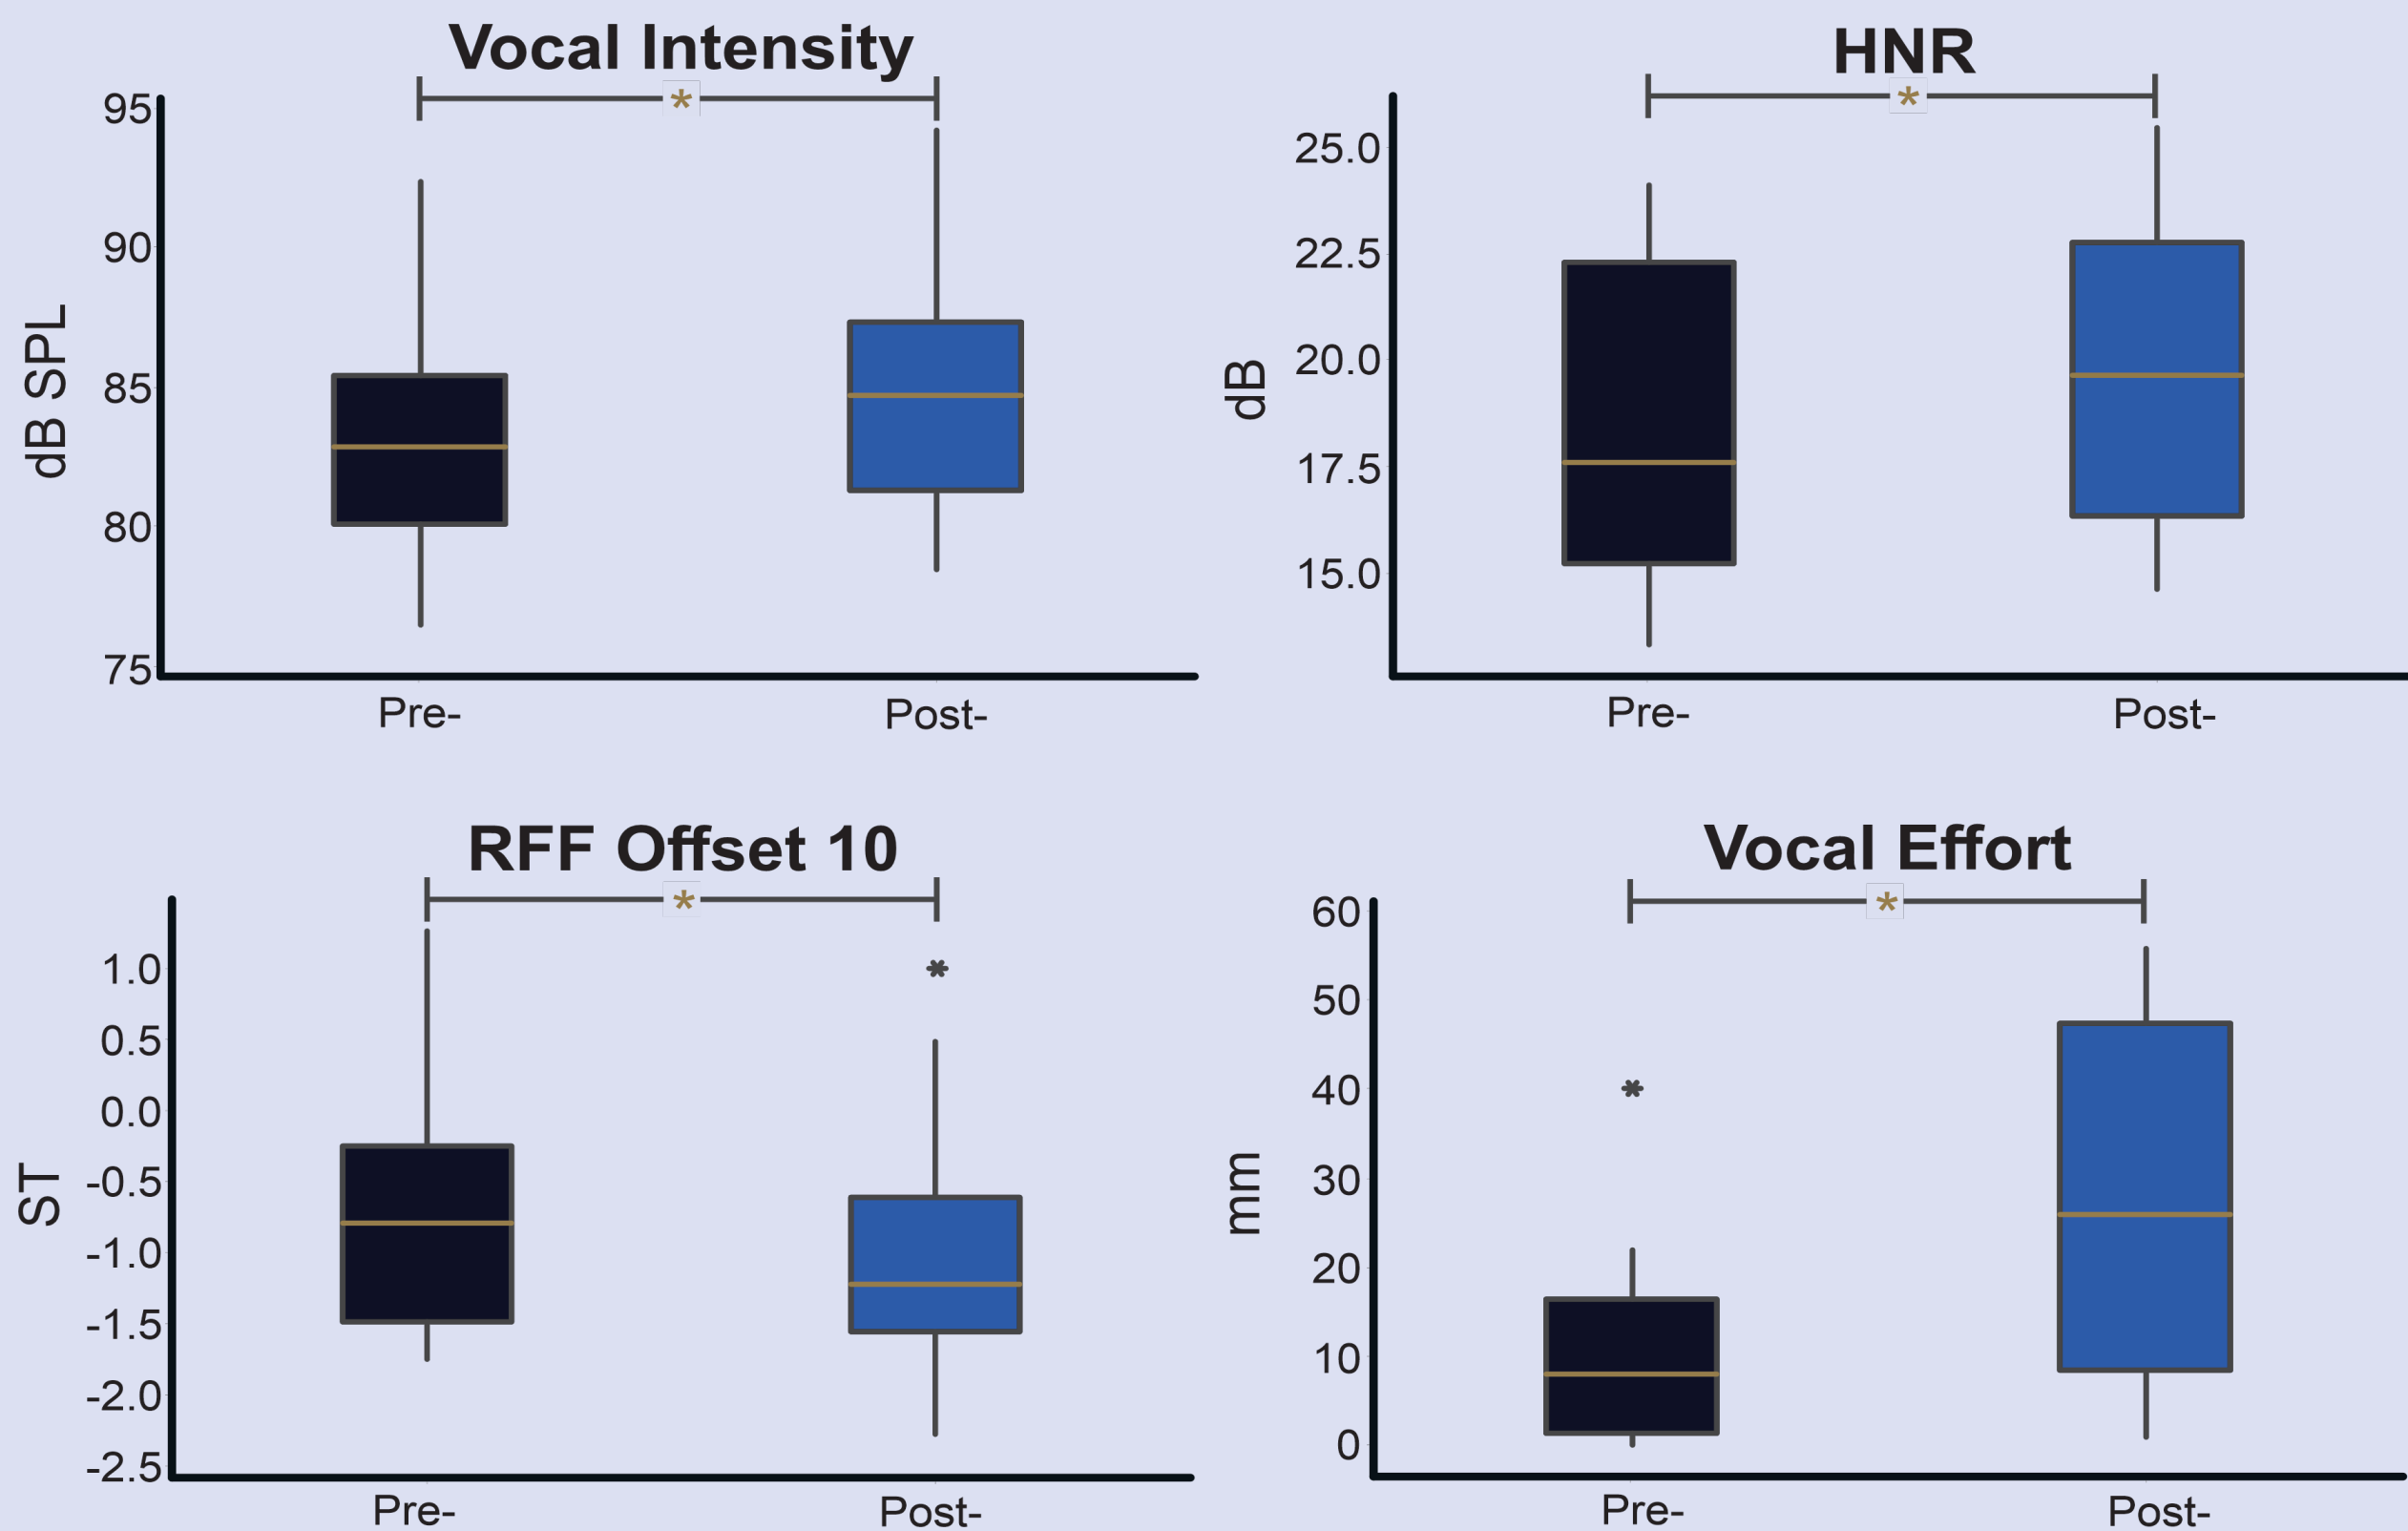 Vocal Intensity
*
95
90
85
80
75
dB SPL
Pre-
Post-
HNR
*
25.0
22.5
20.0
17.5
15.0
dB
Pre-
Post-
RFF Offset 10
*
1.0
0.5
0.0
-0.5
-1.0
-1.5
-2.0
-2.5
ST
Pre-
Post-
Vocal Effort
*
60
50
40
30
20
10
0
mm
Pre-
Post-